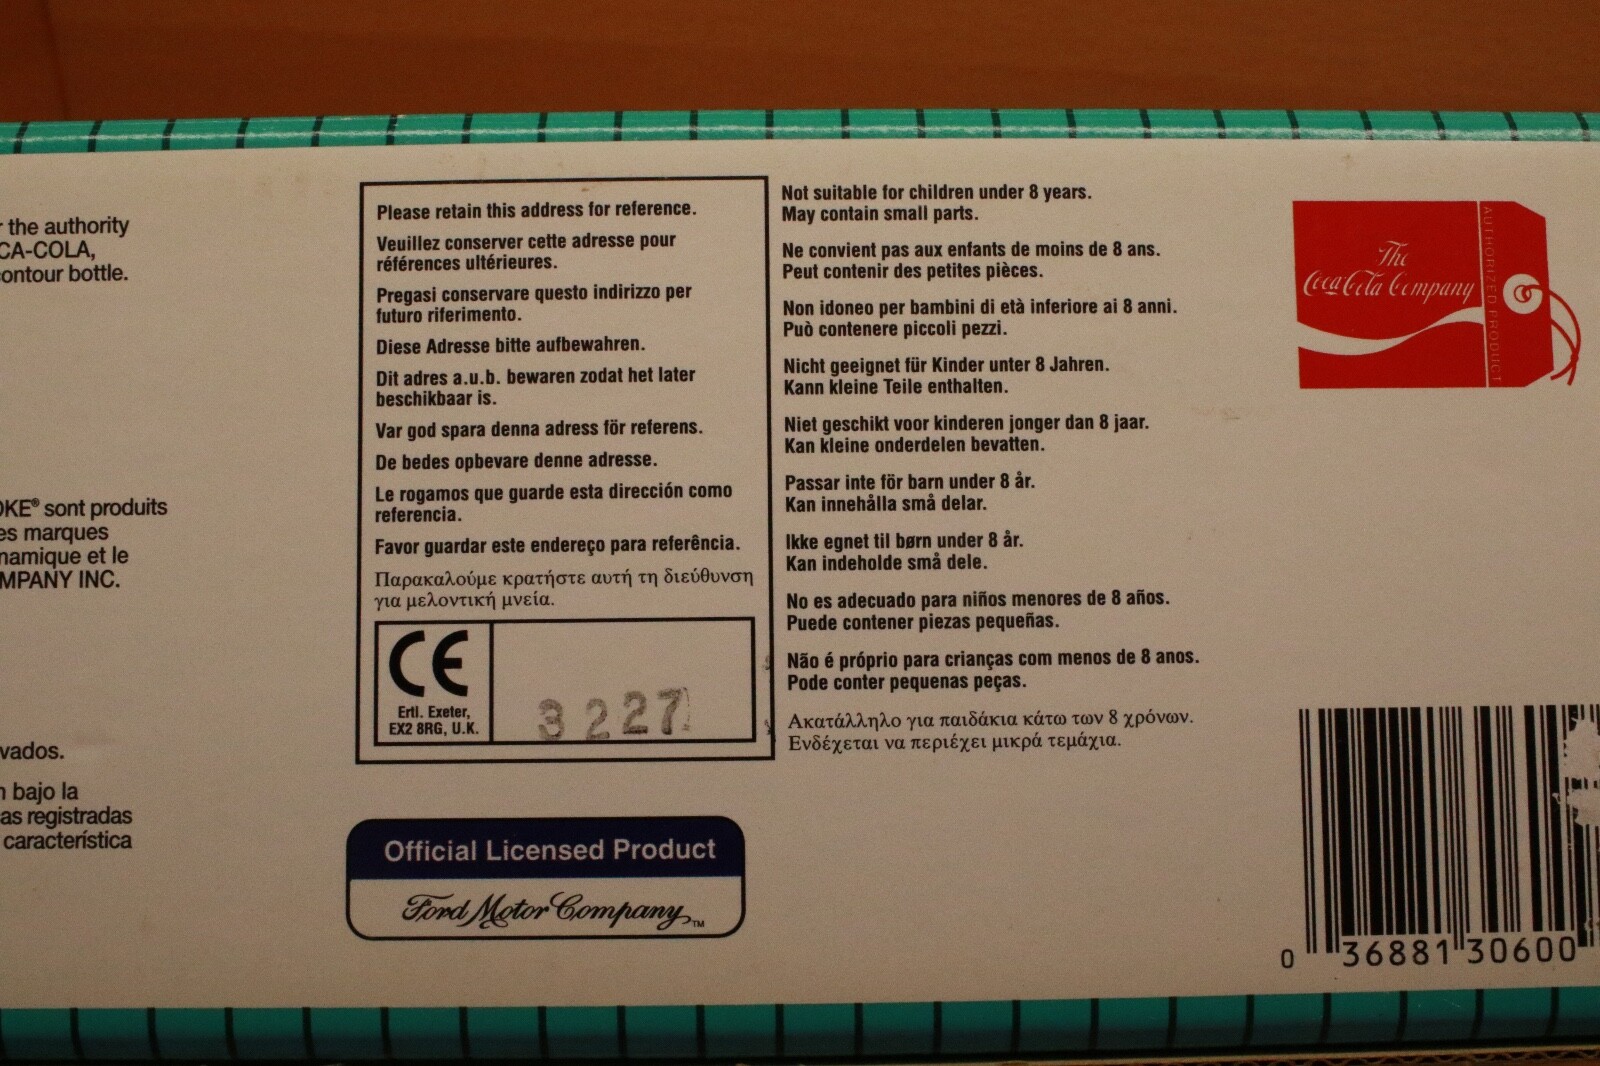 the authority
CA-COLA,
contour bottle.
OKE® sont produits
es marques
namique et le
MPANY INC.
vados.
bajo la
as registradas
característica
Please retain this address for reference.
Veuillez conserver cette adresse pour
références ultérieures.
Pregasi conservare questo indirizzo per
futuro riferimento.
Diese Adresse bitte aufbewahren.
Dit adres a.u.b. bewaren zodat het later
beschikbaar is.
Var god spara denna adress för referens.
De bedes opbevare denne adresse.
Le rogamos que guarde esta dirección como
referencia.
Favor guardar este endereço para referência.
Παρακαλούμε κρατήστε αυτή τη διεύθυνση
για μελοντική μνεία.
CE
Ertl. Exeter,
EX2 8RG, U.K.
3227
Official Licensed Product
Ford Motor Company™
Not suitable for children under 8 years.
May contain small parts.
Ne convient pas aux enfants de moins de 8 ans.
Peut contenir des petites pièces.
Non idoneo per bambini di età inferiore ai 8 anni.
Può contenere piccoli pezzi.
Nicht geeignet für Kinder unter 8 Jahren.
Kann kleine Teile enthalten.
Niet geschikt voor kinderen jonger dan 8 jaar.
Kan kleine onderdelen bevatten.
Passar inte för barn under 8 år.
Kan innehålla små delar.
Ikke egnet til børn under 8 år.
Kan indeholde små dele.
No es adecuado para niños menores de 8 años.
Puede contener piezas pequeñas.
Não é próprio para crianças com menos de 8 anos.
Pode conter pequenas peças.
Ακατάλληλο για παιδάκια κάτω των 8 χρόνων.
Ενδέχεται να περιέχει μικρά τεμάχια.
The
Coca-Cola Company
AUTHORIZED PRODUCT
0 36881 30600